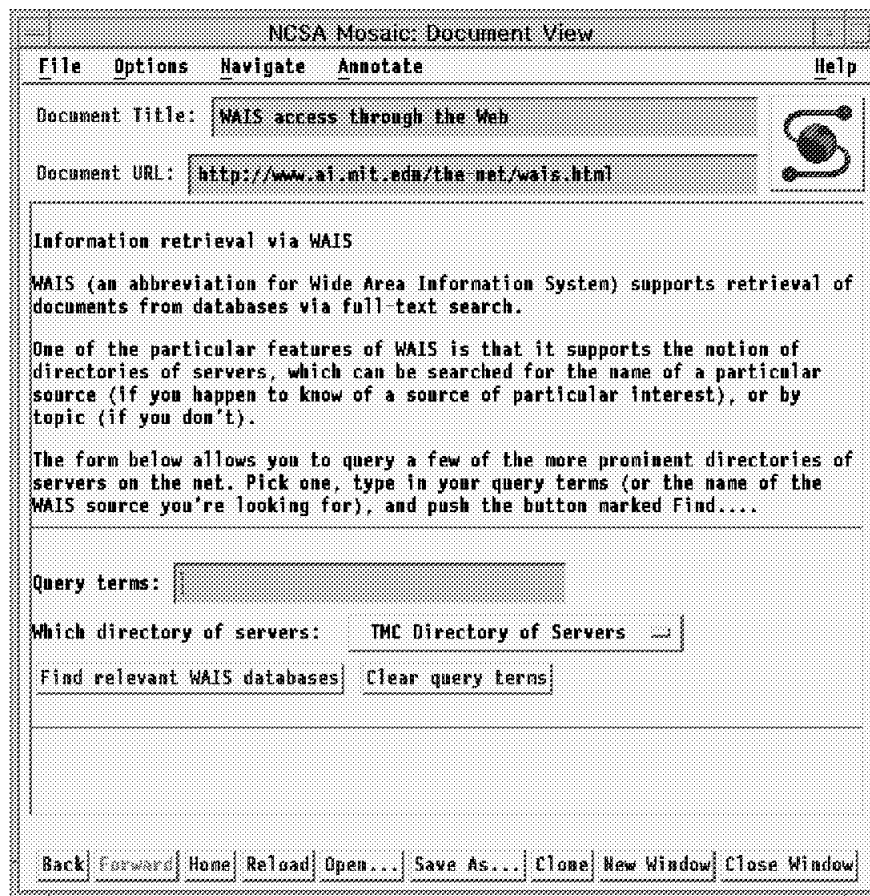 NCSA Mosaic: Document View
File Options Navigate Annotate Help
Document Title: WAIS access through the Web
Document URL: http://www.ai.mit.edu/the-net/wais.html
Information retrieval via WAIS
WAIS (an abbreviation for Wide Area Information System) supports retrieval of
documents from databases via full-text search.
One of the particular features of WAIS is that it supports the notion of
directories of servers, which can be searched for the name of a particular
source (if you happen to know of a source of particular interest), or by
topic (if you don't).
The form below allows you to query a few of the more prominent directories of
servers on the net. Pick one, type in your query terms (or the name of the
WAIS source you're looking for), and push the button marked Find....
Query terms:
Which directory of servers: TMC Directory of Servers
Find relevant WAIS databases Clear query terms
Back Forward Home Reload Open... Save As... Clone New Window Close Window